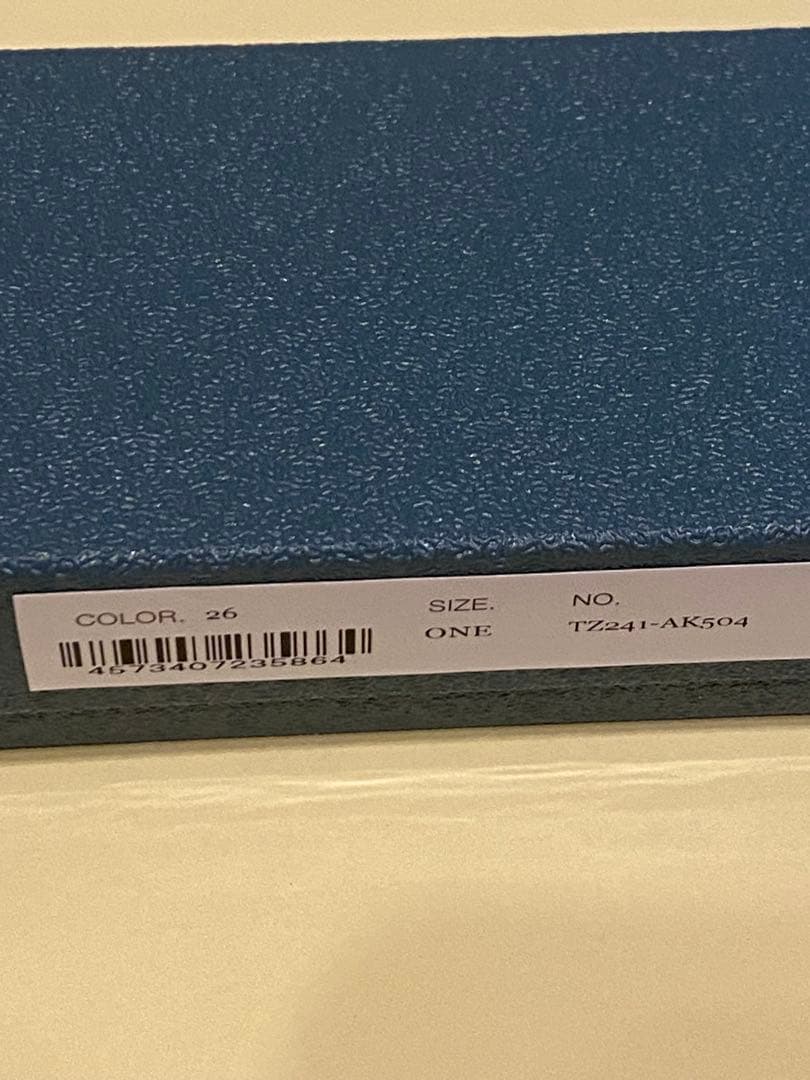 COLOR. 26
4573407235864
SIZE.
ONE
NO.
TZ241-AK504